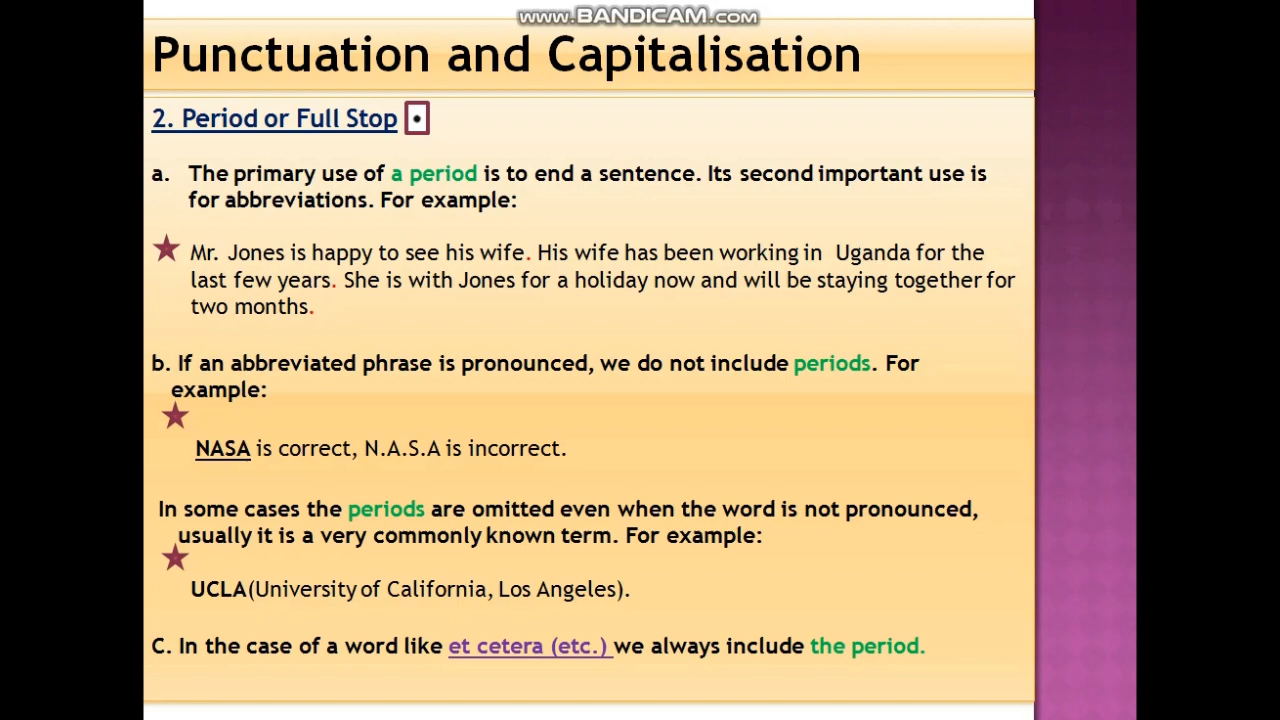 www.BANDICAM.com
Punctuation and Capitalisation
2. Period or Full Stop .
a. The primary use of a period is to end a sentence. Its second important use is
for abbreviations. For example:
Mr. Jones is happy to see his wife. His wife has been working in Uganda for the
last few years. She is with Jones for a holiday now and will be staying together for
two months.
b. If an abbreviated phrase is pronounced, we do not include periods. For
example:
NASA is correct, N.A.S.A is incorrect.
In some cases the periods are omitted even when the word is not pronounced,
usually it is a very commonly known term. For example:
UCLA(University of California, Los Angeles).
C. In the case of a word like et cetera (etc.) we always include the period.